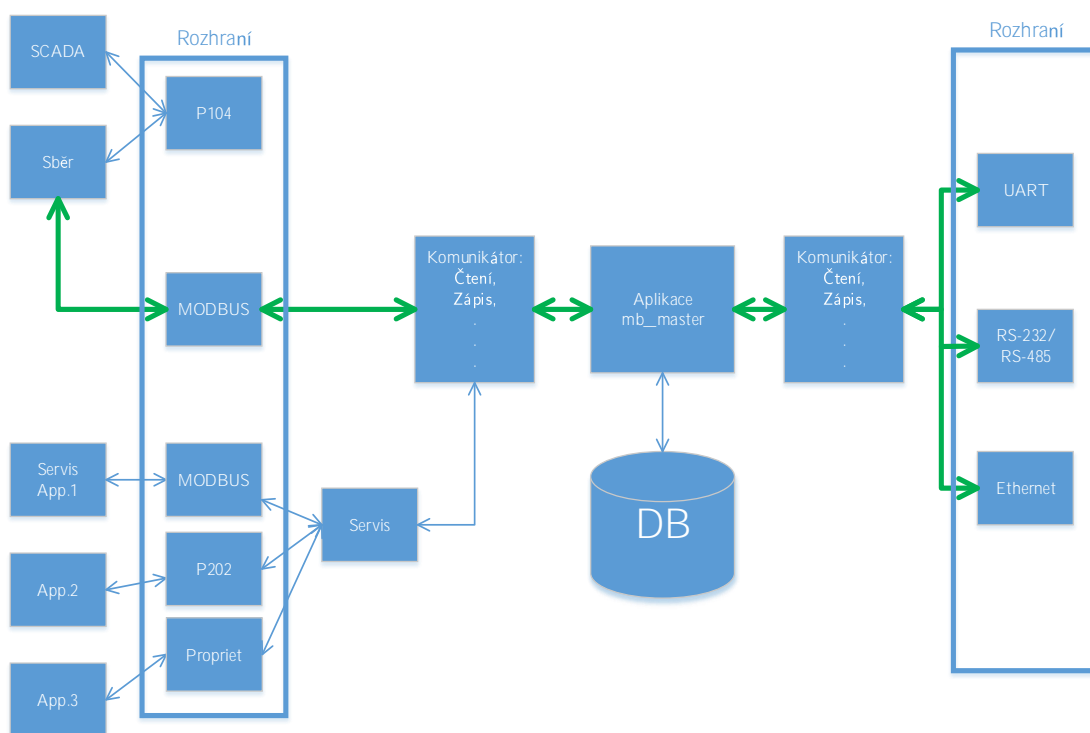 SCADA
Rozhraní
P104
Sběr
MODBUS
Komunikátor:
Čtení,
Zápis,
.
.
.
Aplikace
mb_master
Komunikátor:
Čtení,
Zápis,
.
.
.
Rozhraní
UART
RS-232/
RS-485
Ethernet
Servis
App.1
MODBUS
Servis
P202
App.2
Propriet
App.3
DB